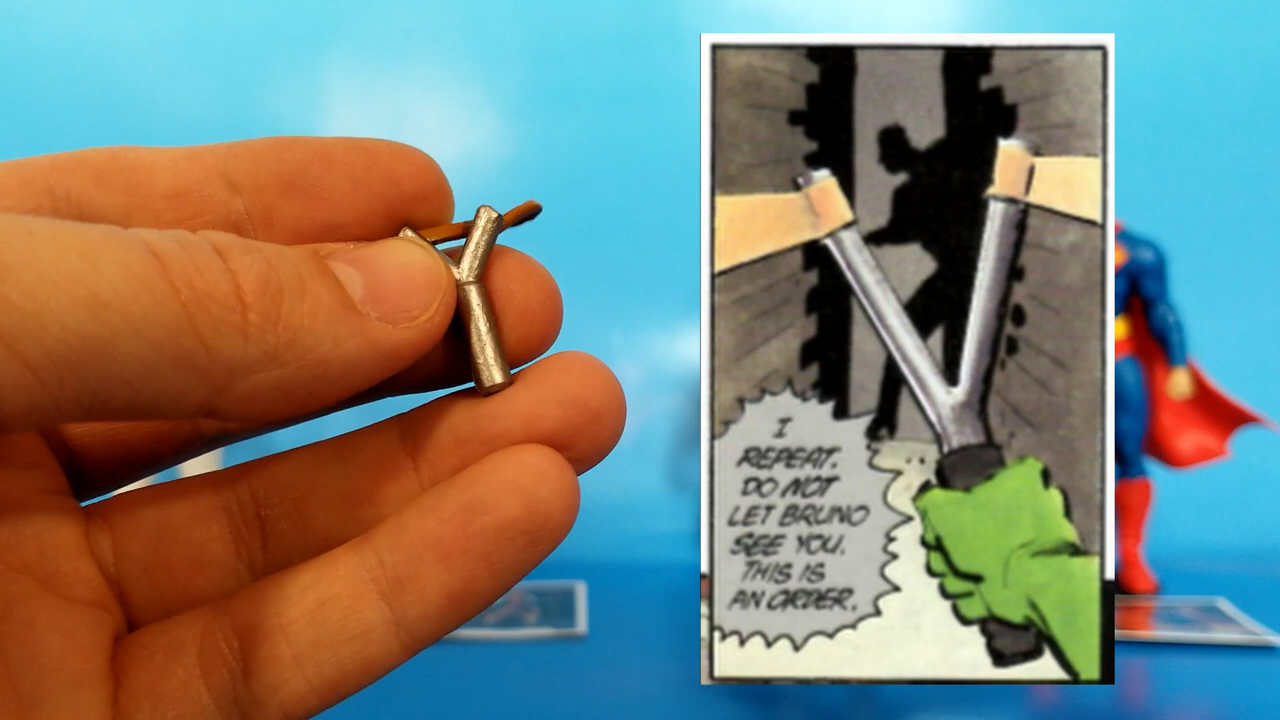 I
REPEAT.
DO NOT
LET BRUNO
SEE YOU.
THIS IS
AN ORDER.